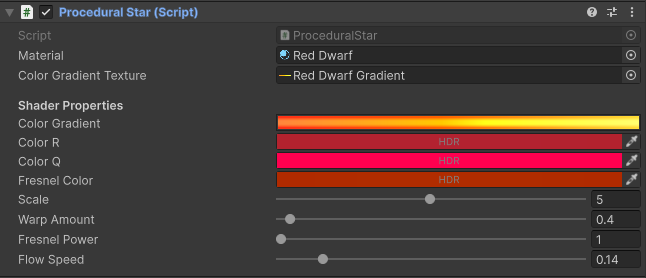 Procedural Star (Script)
Script ProceduralStar
Material Red Dwarf
Color Gradient Texture Red Dwarf Gradient
Shader Properties
Color Gradient
Color R HDR
Color Q HDR
Fresnel Color HDR
Scale 5
Warp Amount 0.4
Fresnel Power 1
Flow Speed 0.14